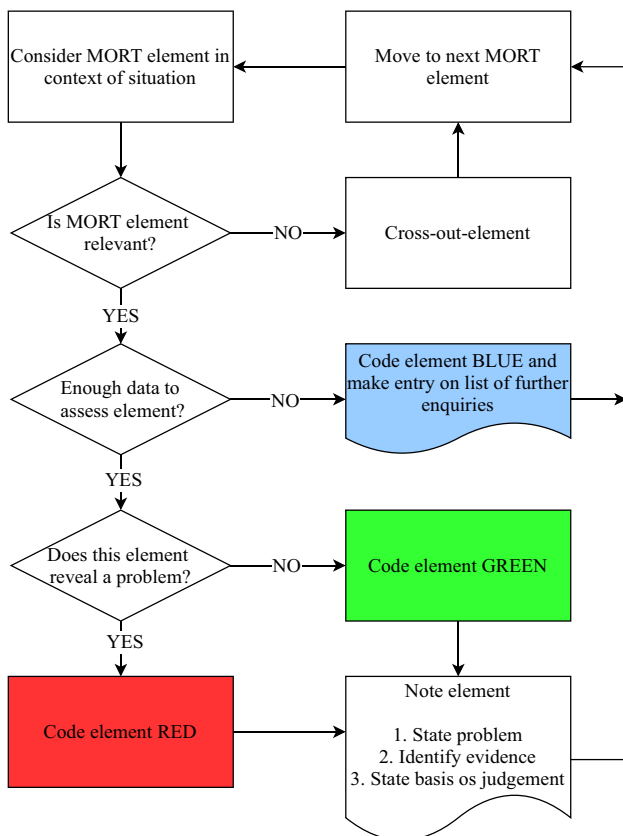 Consider MORT element in
context of situation
Move to next MORT
element
Is MORT element
relevant?
NO
Cross-out-element
YES
Enough data to
assess element?
NO
Code element BLUE and
make entry on list of further
enquiries
YES
Does this element
reveal a problem?
NO
Code element GREEN
YES
Code element RED
Note element
1. State problem
2. Identify evidence
3. State basis os judgement